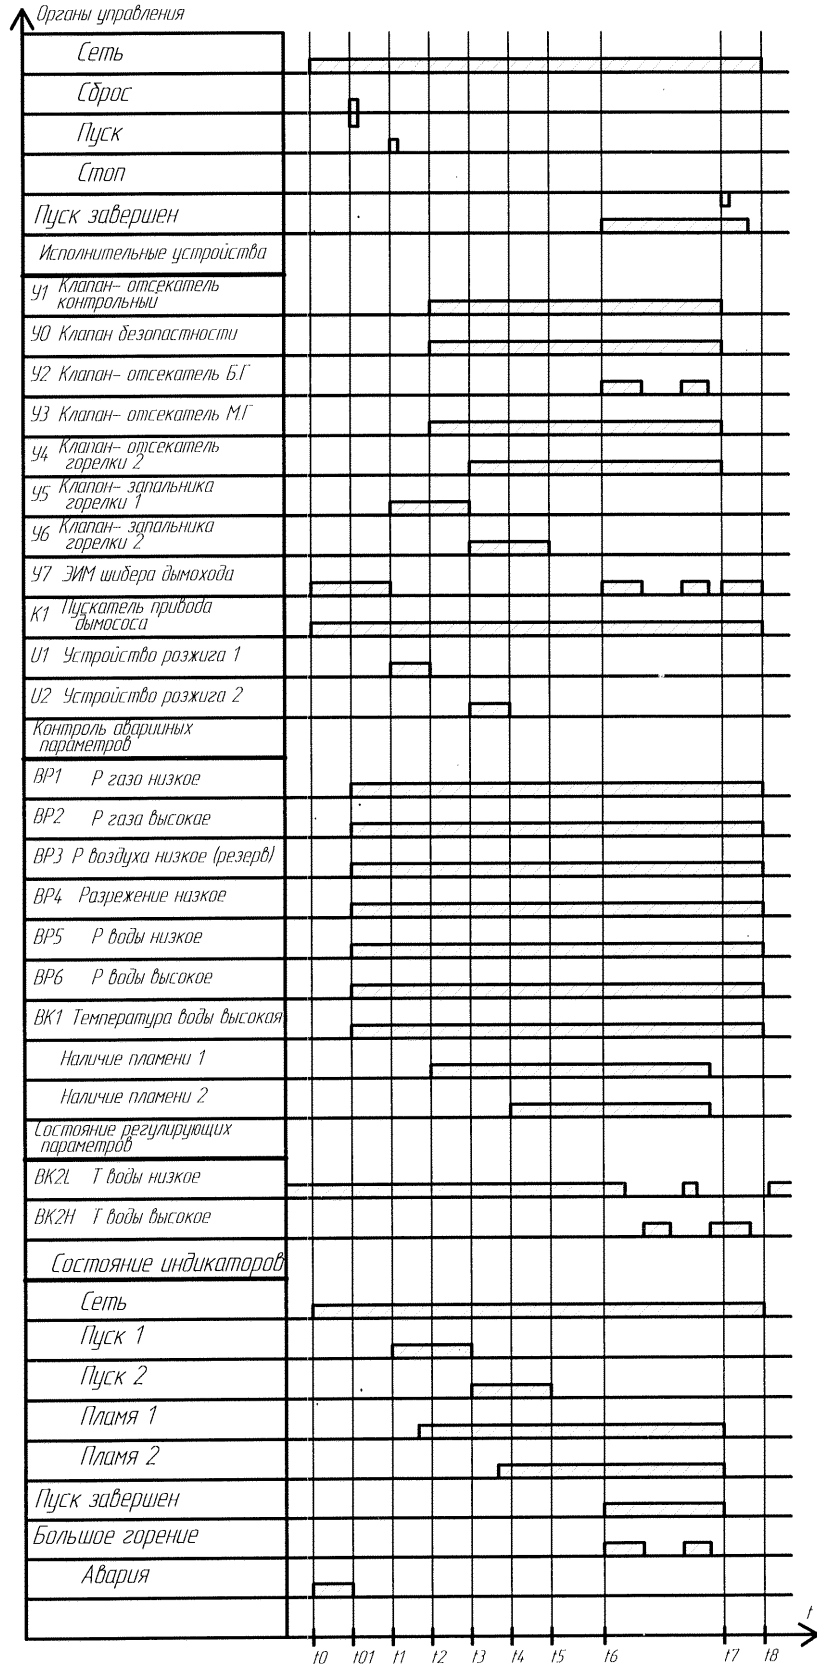 Органы управления
Сеть
Сброс
Пуск
Стоп
Пуск завершен
Исполнительные устройства
У1 Клапан- отсекатель
контрольный
У0 Клапан безопастности
У2 Клапан- отсекатель Б.Г
У3 Клапан- отсекатель М.Г
У4 Клапан- отсекатель
горелки 2
У5 Клапан- запальника
горелки 1
У6 Клапан- запальника
горелки 2
У7 ЭИМ шибера дымохода
К1 Пускатель привода
дымососа
U1 Устройство розжига 1
U2 Устройство розжига 2
Контроль аварийных
параметров
ВР1 Р газо низкое
ВР2 Р газа высокае
ВР3 Р воздуха низкое (резерв)
ВР4 Разрежение низкое
ВР5 Р воды низкое
ВР6 Р воды высокое
ВК1 Температура воды высокая
Наличие пламени 1
Наличие пламени 2
Состояние регулирующих
параметров
ВК2L Т воды низкое
ВК2Н Т воды высокое
Состояние индикаторов
Сеть
Пуск 1
Пуск 2
Пламя 1
Пламя 2
Пуск завершен
Большое горение
Авария
t
t0 t01 t1 t2 t3 t4 t5 t6 t7 t8